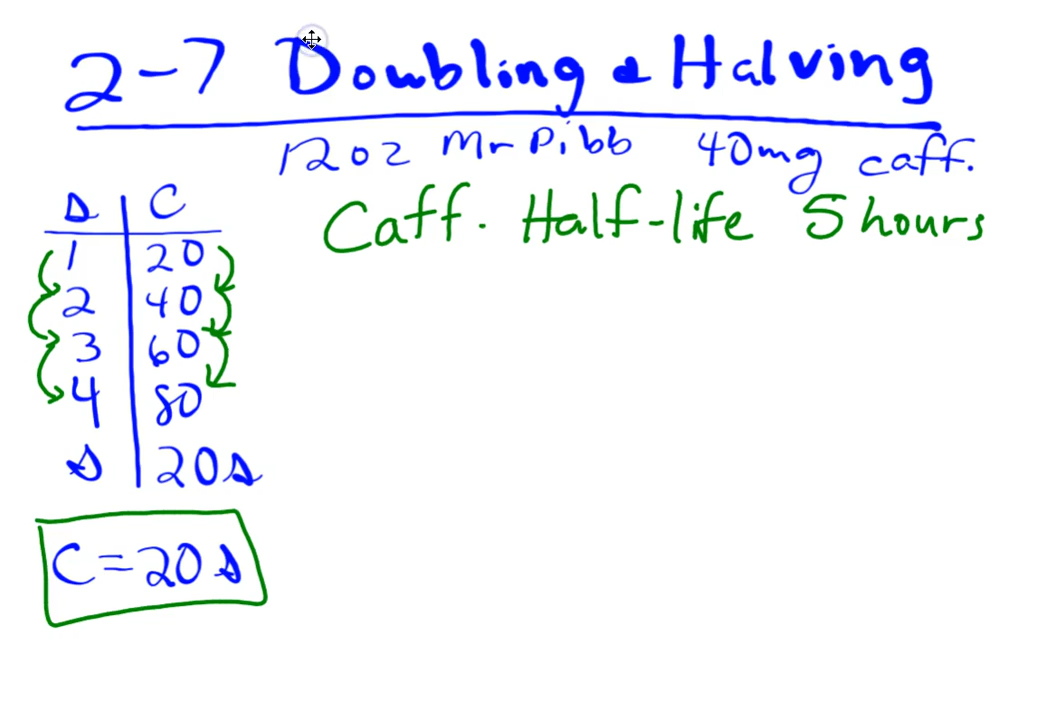 2-7 Doubling & Halving
12oz Mr Pibb 40mg caff.
Caff. Half-life 5 hours
s | C
1 | 20
2 | 40
3 | 60
4 | 80
s | 20s
C=20s